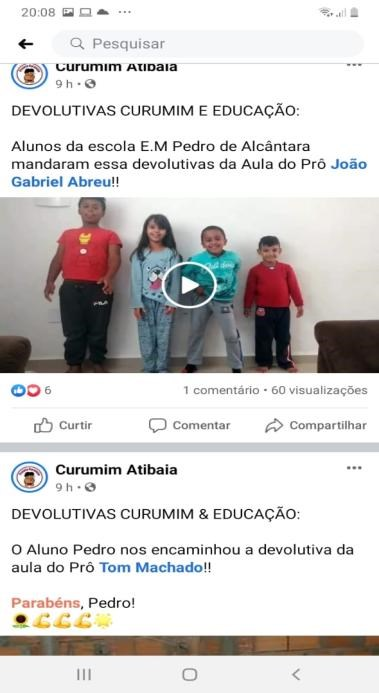 20:08
Pesquisar
Curumim Atibaia
9 h
DEVOLUTIVAS CURUMIM E EDUCAÇÃO:
Alunos da escola E.M Pedro de Alcântara
mandaram essa devolutivas da Aula do Prô João
Gabriel Abreu!!
6
1 comentário • 60 visualizações
Curtir
Comentar
Compartilhar
Curumim Atibaia
9 h
DEVOLUTIVAS CURUMIM & EDUCAÇÃO:
O Aluno Pedro nos encaminhou a devolutiva da
aula do Prô Tom Machado!!
Parabéns, Pedro!
🌻💪💪💪🌟